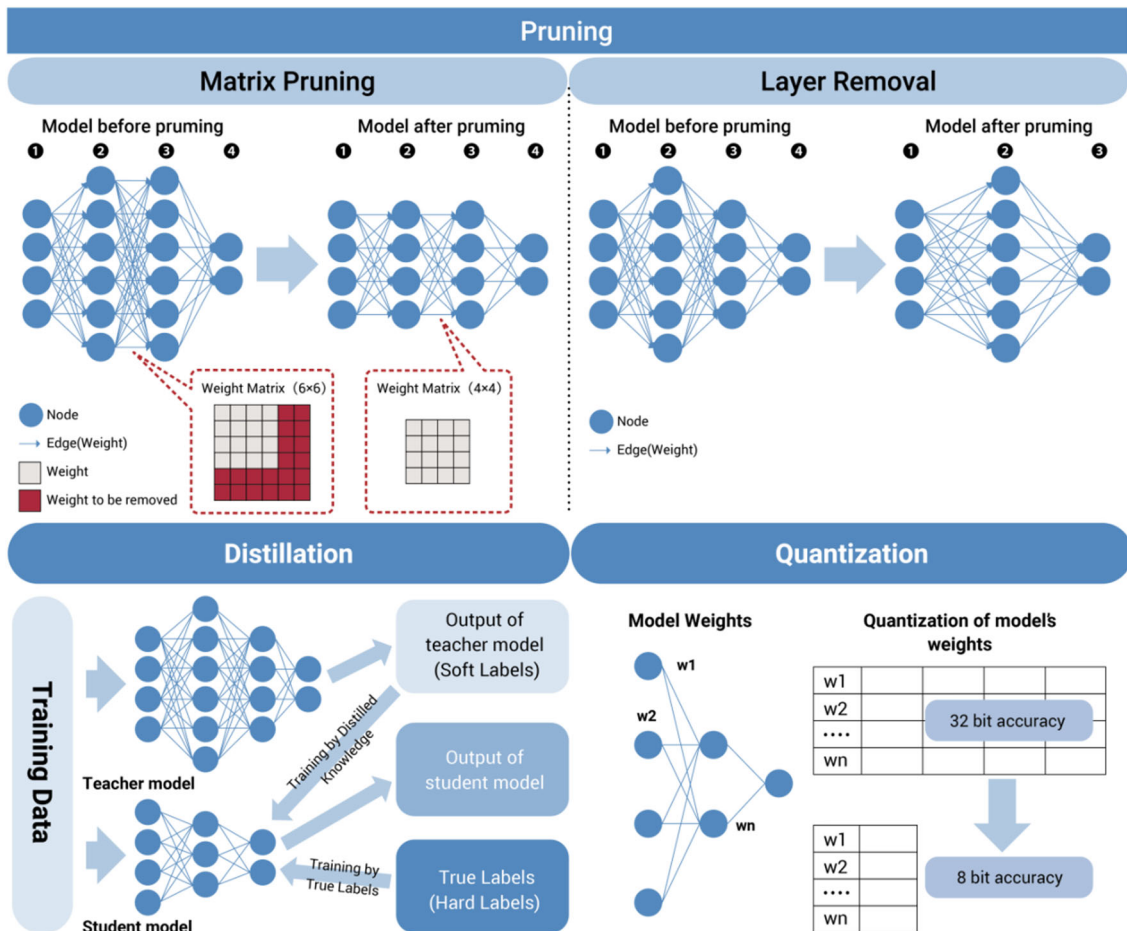 Pruning
Matrix Pruning
Layer Removal
Model before pruming
Model after pruming
❶ ❷ ❸ ❹
❶ ❷ ❸ ❹
Weight Matrix（6×6）
Weight Matrix（4×4）
Node
Edge(Weight)
Weight
Weight to be removed
Model before pruming
Model after pruming
❶ ❷ ❸ ❹
❶ ❷ ❸
Node
Edge(Weight)
Distillation
Training Data
Teacher model
Student model
Output of
teacher model
(Soft Labels)
Training by Distilled
Knowledge
Output of
student model
Training by
True Labels
True Labels
(Hard Labels)
Quantization
Model Weights
w1
w2
wn
Quantization of model's
weights
w1
w2
····
wn
32 bit accuracy
w1
w2
····
wn
8 bit accuracy